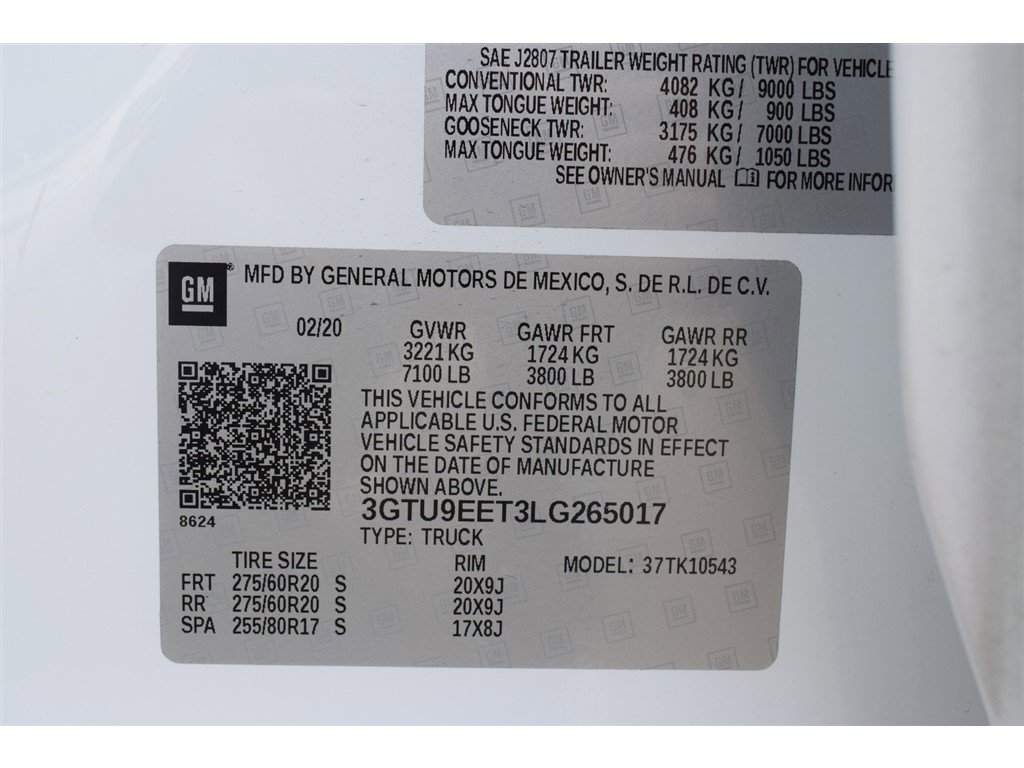 SAE J2807 TRAILER WEIGHT RATING (TWR) FOR VEHICLE
CONVENTIONAL TWR: 4082 KG/ 9000 LBS
MAX TONGUE WEIGHT: 408 KG/ 900 LBS
GOOSENECK TWR: 3175 KG/ 7000 LBS
MAX TONGUE WEIGHT: 476 KG/ 1050 LBS
SEE OWNER'S MANUAL FOR MORE INFOR
GM ® MFD BY GENERAL MOTORS DE MEXICO, S. DE R.L. DE C.V.
02/20 GVWR GAWR FRT GAWR RR
3221 KG 1724 KG 1724 KG
7100 LB 3800 LB 3800 LB
THIS VEHICLE CONFORMS TO ALL
APPLICABLE U.S. FEDERAL MOTOR
VEHICLE SAFETY STANDARDS IN EFFECT
ON THE DATE OF MANUFACTURE
SHOWN ABOVE.
3GTU9EET3LG265017
8624
TYPE: TRUCK
TIRE SIZE RIM MODEL: 37TK10543
FRT 275/60R20 S 20X9J
RR 275/60R20 S 20X9J
SPA 255/80R17 S 17X8J